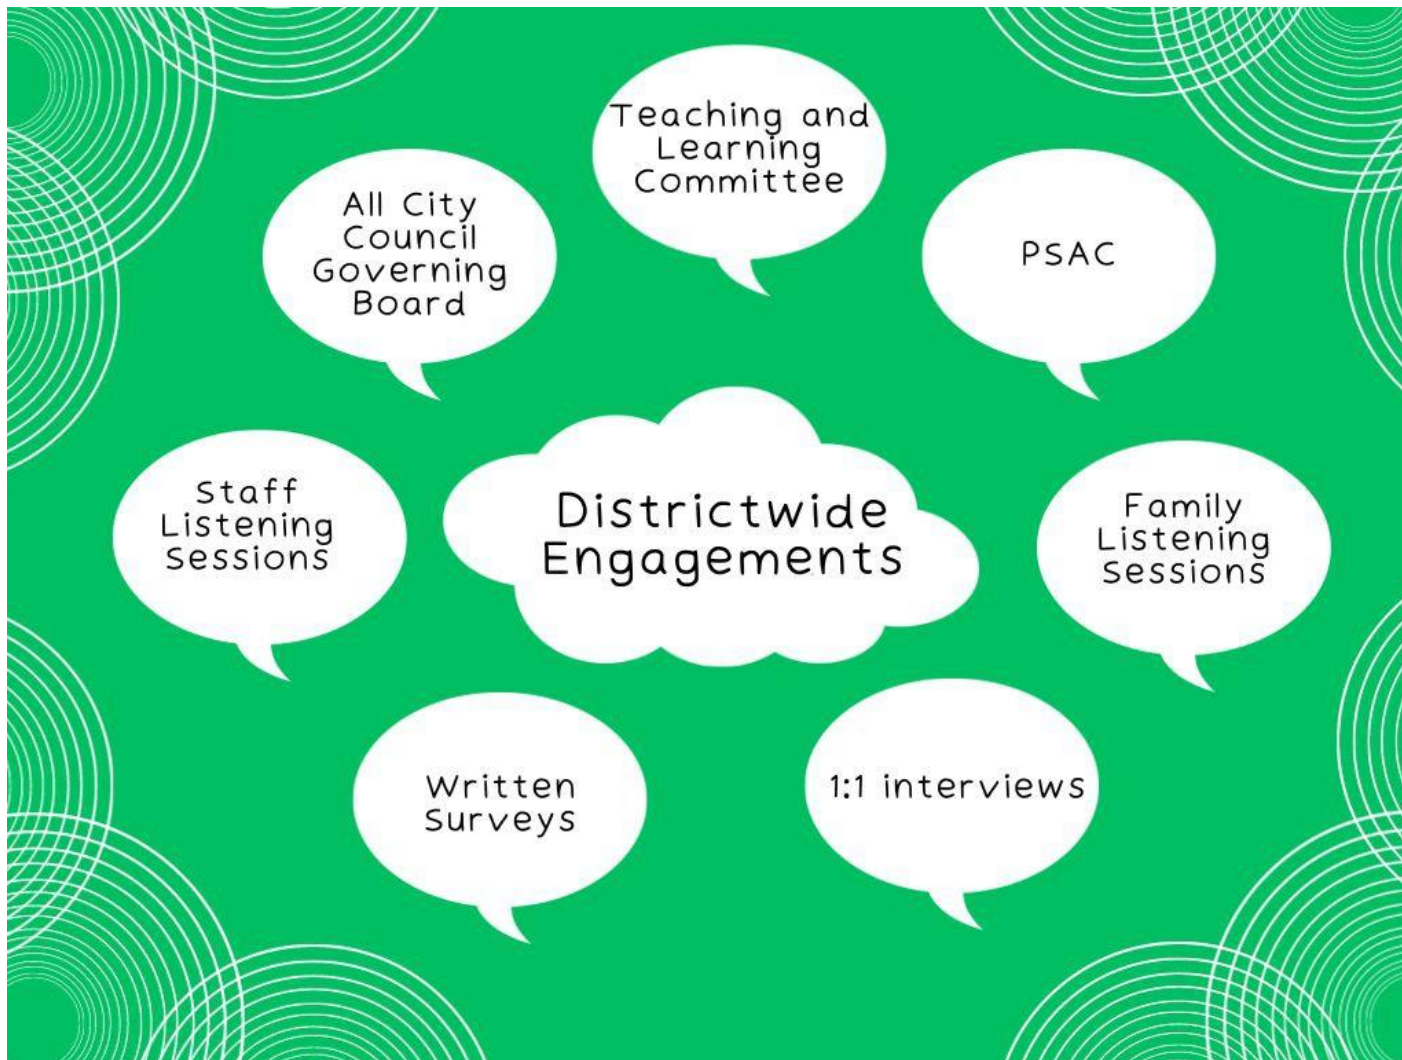 Teaching and
Learning
Committee
All City
Council
Governing
Board
PSAC
Staff
Listening
Sessions
Districtwide
Engagements
Family
Listening
Sessions
Written
Surveys
1:1 interviews